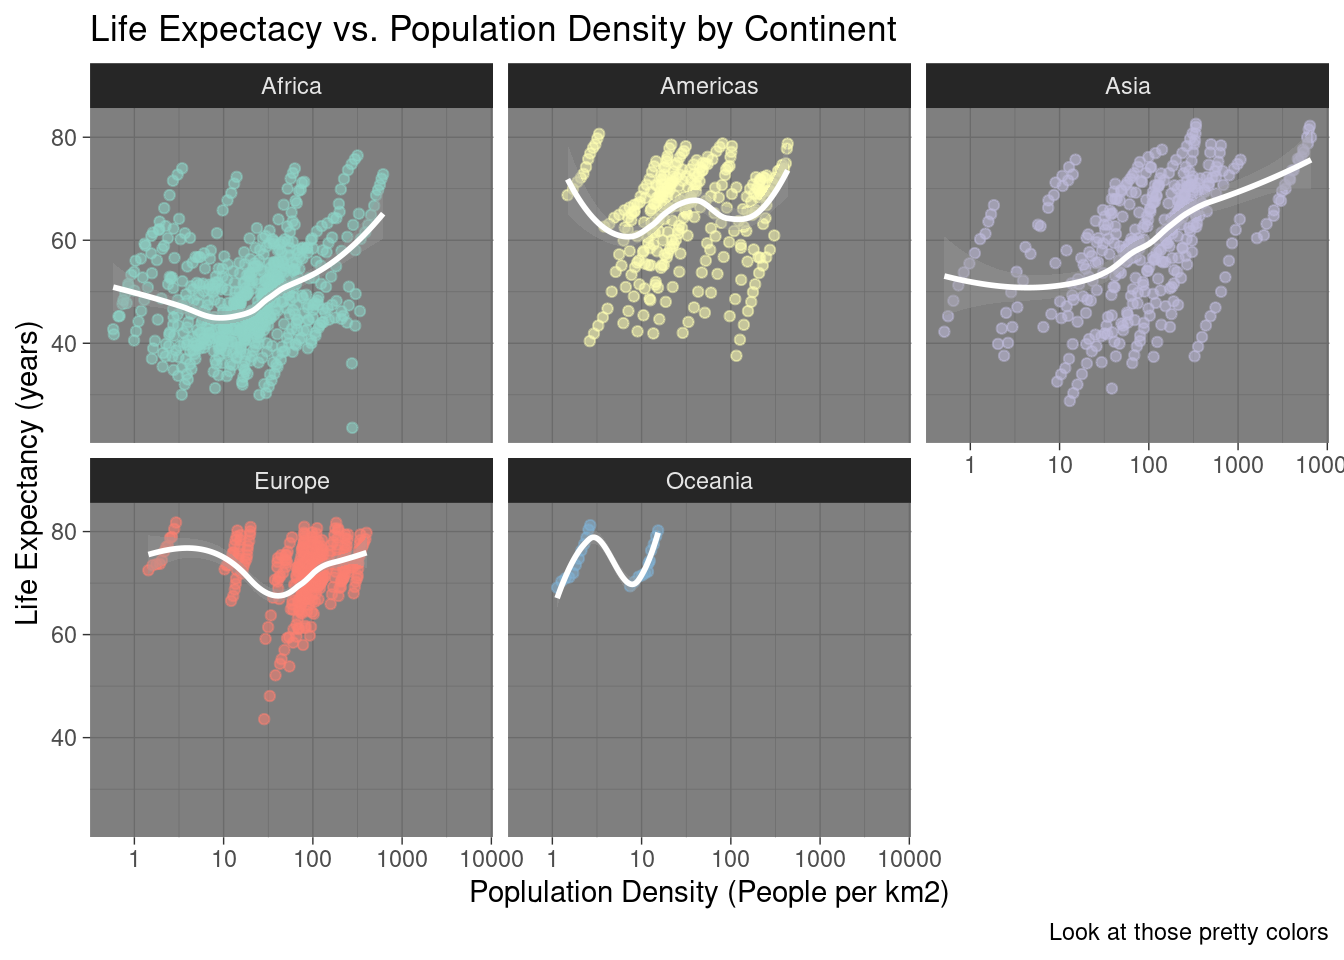 Life Expectacy vs. Population Density by Continent
Africa
Americas
Asia
80
60
40
1 10 100 1000 1000
Europe
Oceania
80
60
40
1 10 100 1000 10000
1 10 100 1000 10000
Life Expectancy (years)
Poplulation Density (People per km2)
Look at those pretty colors